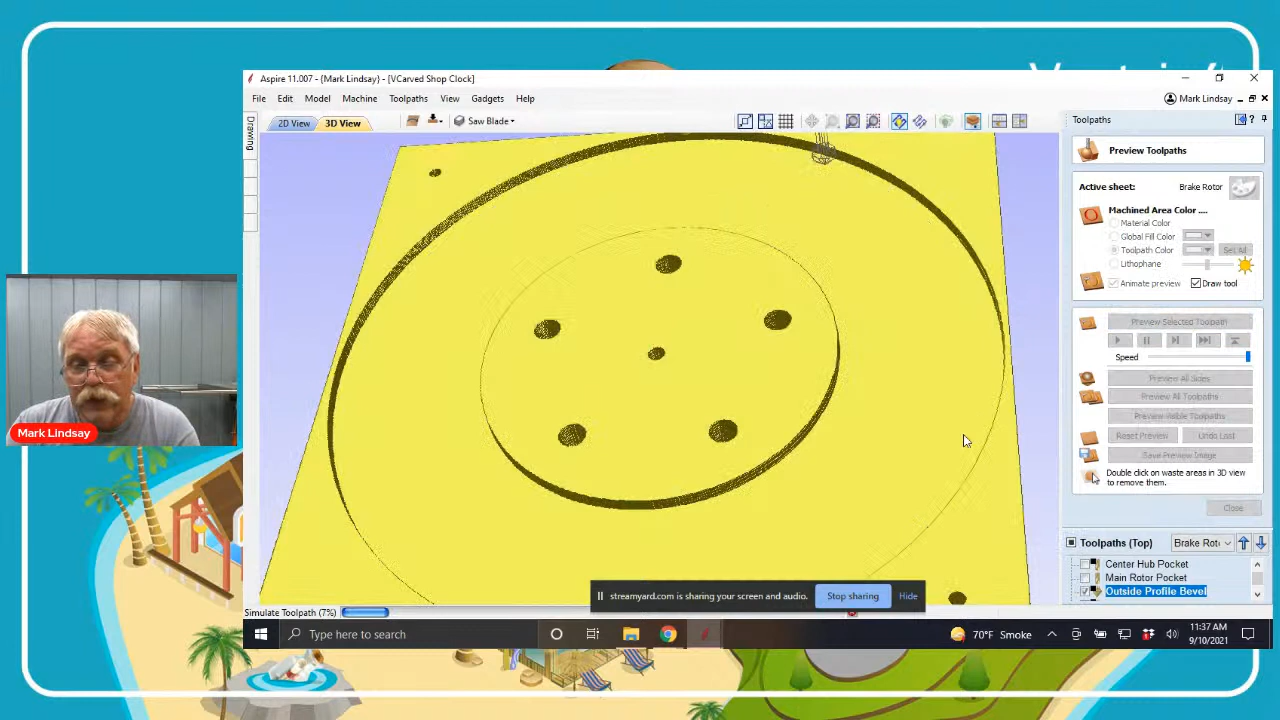 Aspire 11.007 - {Mark Lindsay} - [VCarved Shop Clock]
File Edit Model Machine Toolpaths View Gadgets Help
Mark Lindsay
2D View 3D View
Saw Blade
Drawing
Toolpaths
Preview Toolpaths
Active sheet: Brake Rotor
Machined Area Color ....
Material Color
Global Fill Color
Toolpath Color Set All
Lithophane
Animate preview Draw tool
Preview Selected Toolpath
Speed
Preview All Sides
Preview All Toolpaths
Preview Visible Toolpaths
Reset Preview Undo Last
Save Preview Image
Double click on waste areas in 3D view
to remove them.
Close
Toolpaths (Top) Brake Rot
Center Hub Pocket
Main Rotor Pocket
Outside Profile Bevel
Mark Lindsay
streamyard.com is sharing your screen and audio. Stop sharing Hide
Simulate Toolpath (7%)
Type here to search
70°F Smoke
11:37 AM
9/10/2021